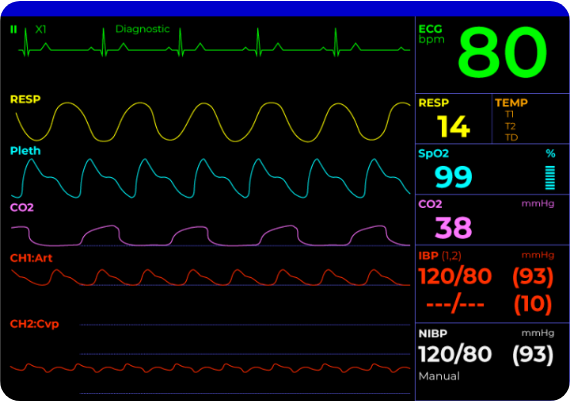 II X1 Diagnostic
RESP
Pleth
CO2
CH1:Art
CH2:Cvp
ECG
bpm
80
RESP
14
TEMP
T1
T2
TD
SpO2 %
99
CO2 mmHg
38
IBP (1,2) mmHg
120/80 (93)
---/--- (10)
NIBP mmHg
120/80 (93)
Manual